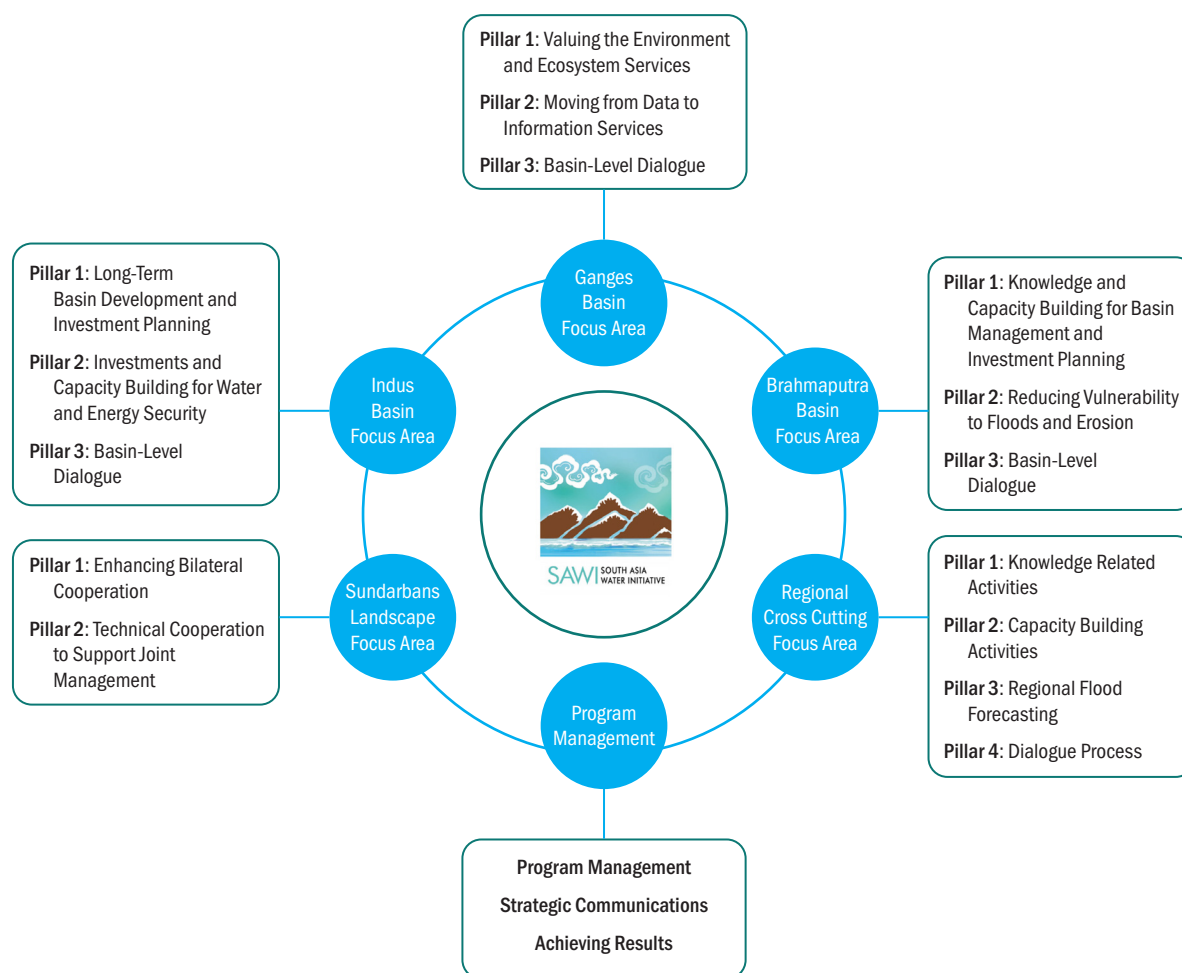 Pillar 1: Valuing the Environment
and Ecosystem Services
Pillar 2: Moving from Data to
Information Services
Pillar 3: Basin-Level Dialogue
Ganges
Basin
Focus Area
Pillar 1: Long-Term
Basin Development and
Investment Planning
Pillar 2: Investments and
Capacity Building for Water
and Energy Security
Pillar 3: Basin-Level
Dialogue
Indus
Basin
Focus Area
Brahmaputra
Basin
Focus Area
Pillar 1: Knowledge and
Capacity Building for Basin
Management and
Investment Planning
Pillar 2: Reducing Vulnerability
to Floods and Erosion
Pillar 3: Basin-Level
Dialogue
SAWI SOUTH ASIA
WATER INITIATIVE
Pillar 1: Enhancing Bilateral
Cooperation
Pillar 2: Technical Cooperation
to Support Joint
Management
Sundarbans
Landscape
Focus Area
Regional
Cross Cutting
Focus Area
Pillar 1: Knowledge Related
Activities
Pillar 2: Capacity Building
Activities
Pillar 3: Regional Flood
Forecasting
Pillar 4: Dialogue Process
Program
Management
Program Management
Strategic Communications
Achieving Results